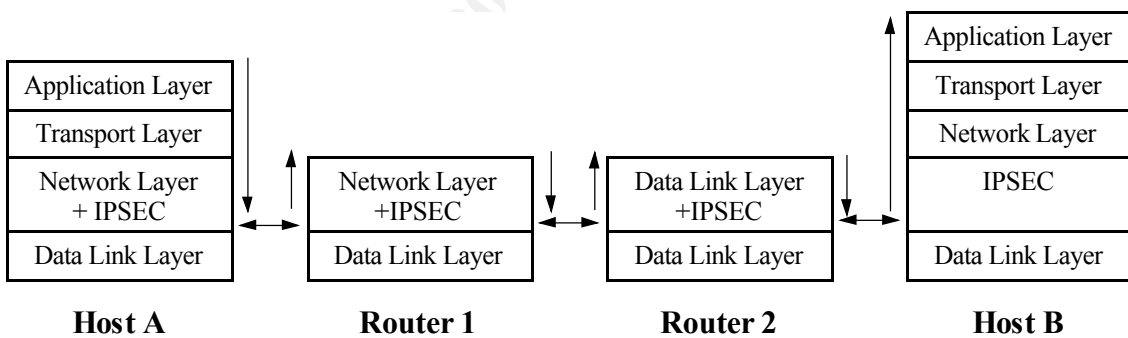 Application Layer
Transport Layer
Network Layer
+ IPSEC
Data Link Layer
Host A
Network Layer
+IPSEC
Data Link Layer
Router 1
Data Link Layer
+IPSEC
Data Link Layer
Router 2
Application Layer
Transport Layer
Network Layer
IPSEC
Data Link Layer
Host B